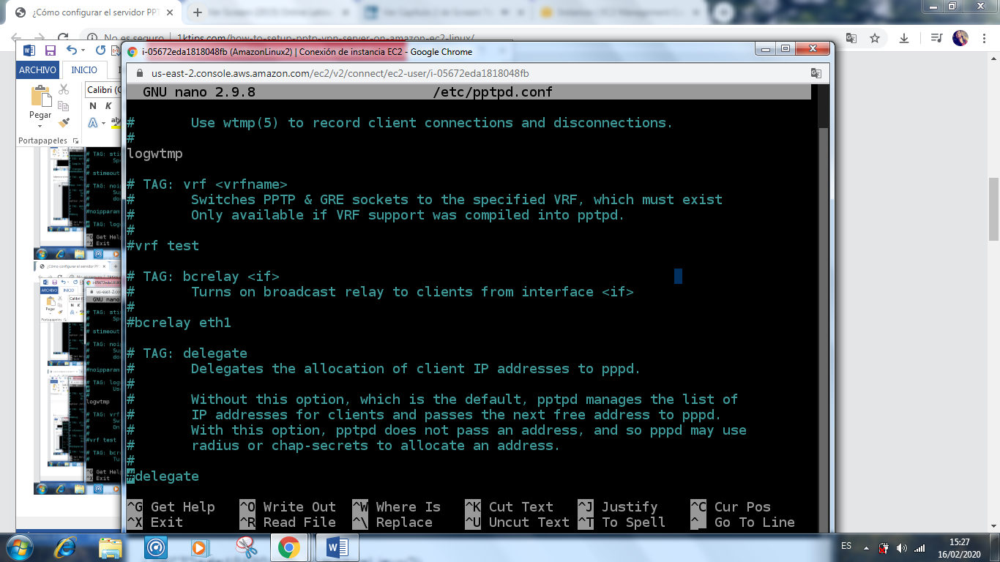 ¿Cómo configurar el servidor PPT
No es seguro
1ktips.com/how-to-setup-pptp-vpn-server-on-amazon-ec2-linux/
ARCHIVO
INICIO
Calibri (
Pegar
N K
Portapapeles
i-05672eda1818048fb (AmazonLinux2) | Conexión de instancia EC2 - Google Chrome
us-east-2.console.aws.amazon.com/ec2/v2/connect/ec2-user/i-05672eda1818048fb
GNU nano 2.9.8 /etc/pptpd.conf
# Use wtmp(5) to record client connections and disconnections.
#
logwtmp
# TAG: vrf <vrfname>
# Switches PPTP & GRE sockets to the specified VRF, which must exist
# Only available if VRF support was compiled into pptpd.
#
#vrf test
# TAG: bcrelay <if>
# Turns on broadcast relay to clients from interface <if>
#
#bcrelay eth1
# TAG: delegate
# Delegates the allocation of client IP addresses to pppd.
#
# Without this option, which is the default, pptpd manages the list of
# IP addresses for clients and passes the next free address to pppd.
# With this option, pptpd does not pass an address, and so pppd may use
# radius or chap-secrets to allocate an address.
#
#delegate
^G Get Help ^O Write Out ^W Where Is ^K Cut Text ^J Justify ^C Cur Pos
^X Exit ^R Read File ^\ Replace ^U Uncut Text ^T To Spell ^_ Go To Line
ES
15:27
16/02/2020